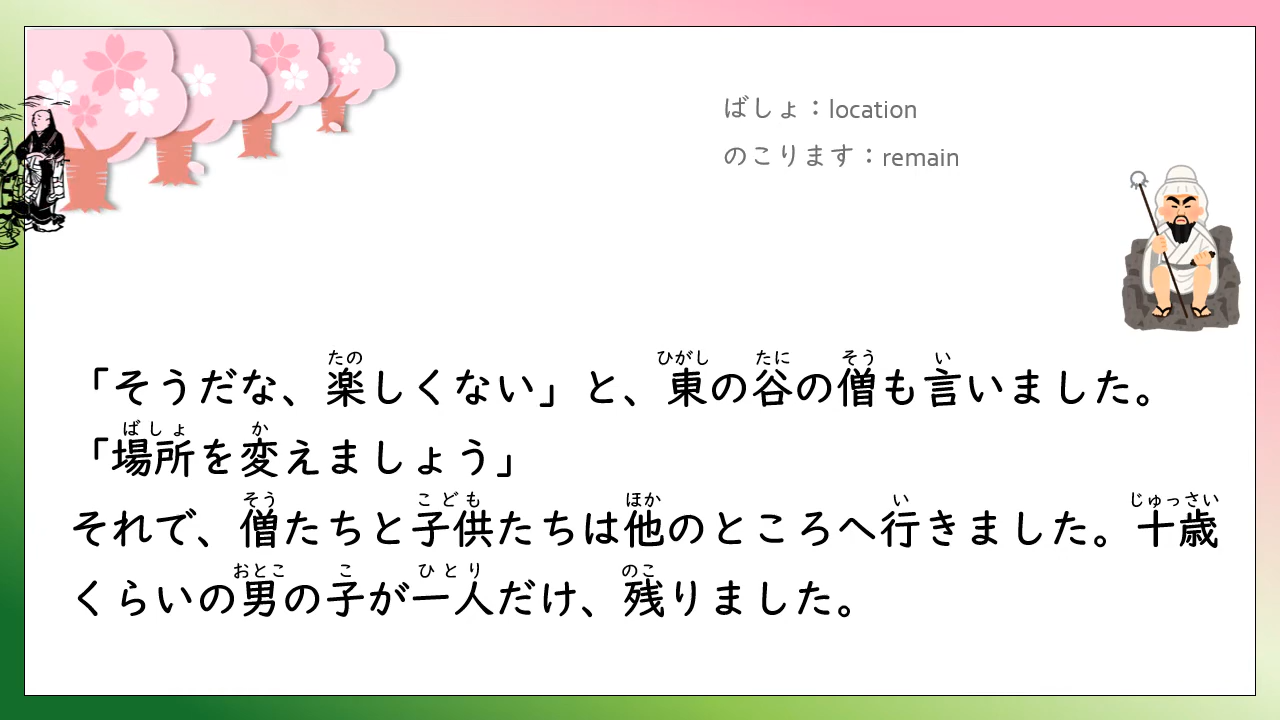 ばしょ：location
のこります：remain
「そうだな、楽しくない」と、東の谷の僧も言いました。
「場所を変えましょう」
それで、僧たちと子供たちは他のところへ行きました。十歳
くらいの男の子が一人だけ、残りました。